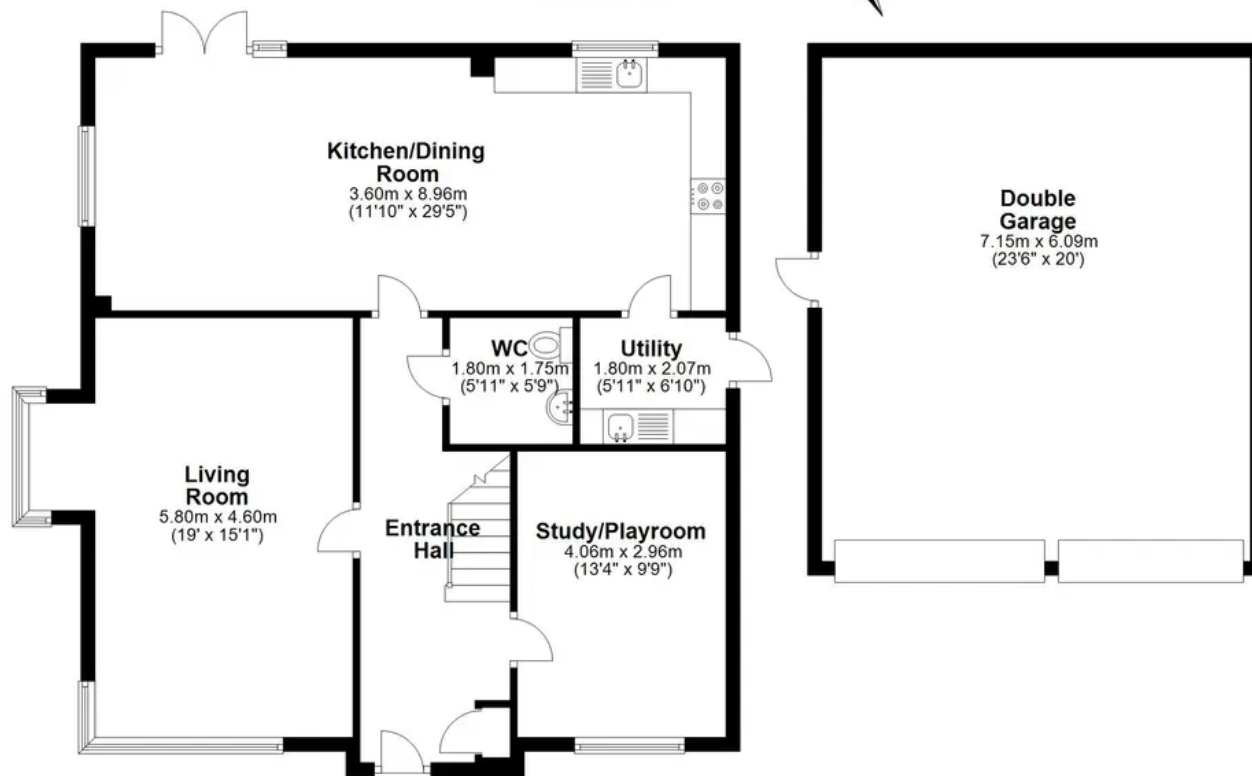 Kitchen/Dining
Room
3.60m x 8.96m
(11'10" x 29'5")
Double
Garage
7.15m x 6.09m
(23'6" x 20')
WC
1.80m x 1.75m
(5'11" x 5'9")
Utility
1.80m x 2.07m
(5'11" x 6'10")
Living
Room
5.80m x 4.60m
(19' x 15'1")
Entrance
Hall
Study/Playroom
4.06m x 2.96m
(13'4" x 9'9")